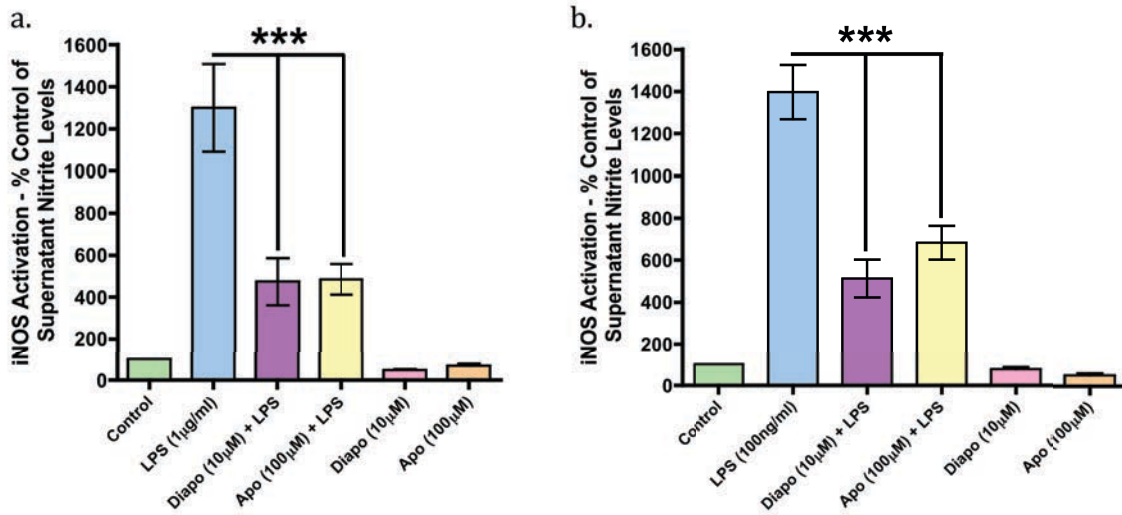 a.
iNOS Activation - % Control of
Supernatant Nitrite Levels
1600
1400
1200
1000
800
600
400
200
0
***
Control
LPS (1μg/ml)
Diapo (10μM) + LPS
Apo (100μM) + LPS
Diapo (10μM)
Apo (100μM)
b.
iNOS Activation - % Control of
Supernatant Nitrite Levels
1600
1400
1200
1000
800
600
400
200
0
***
Control
LPS (100ng/ml)
Diapo (10μM) + LPS
Apo (100μM) + LPS
Diapo (10μM)
Apo (100μM)